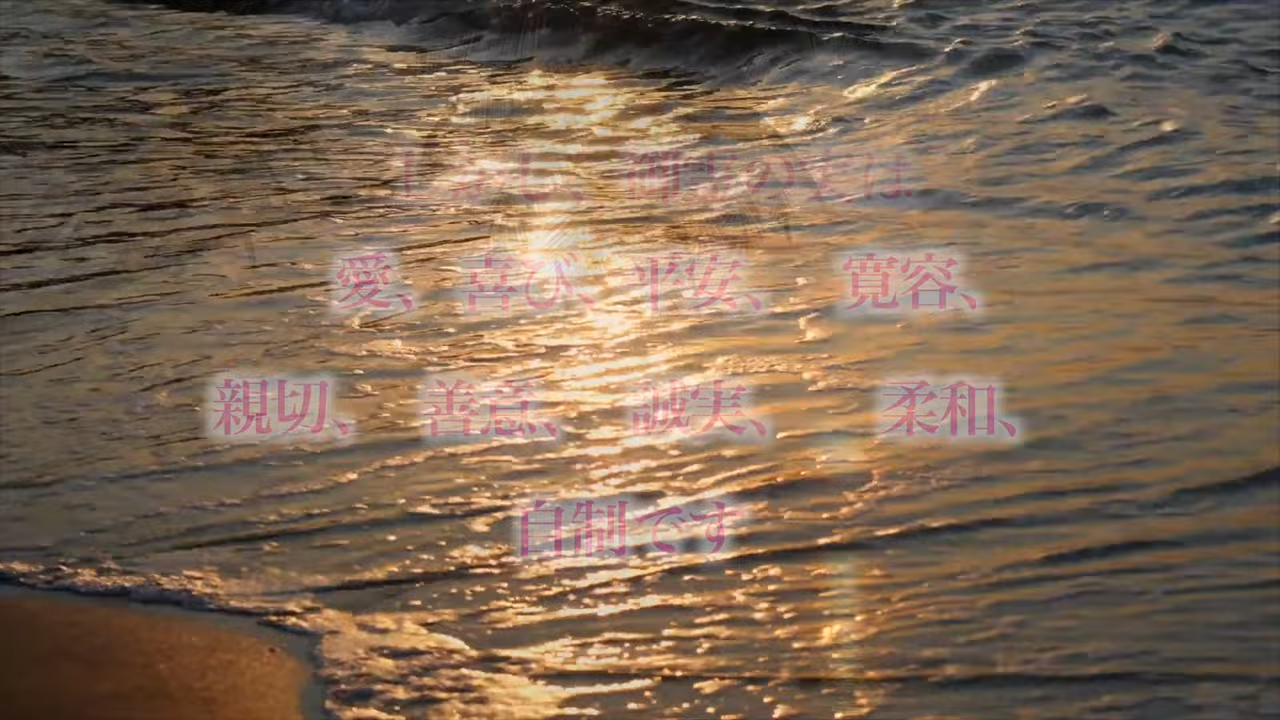 愛、 喜び、平安、 寛容、
親切、 善意、 誠実、 柔和、
自制です